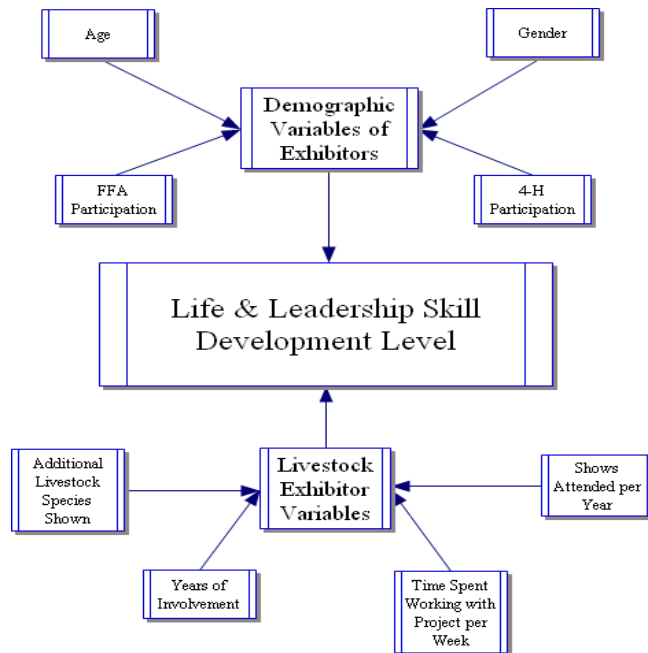 Age
Gender
Demographic
Variables of
Exhibitors
FFA
Participation
4-H
Participation
Life & Leadership Skill
Development Level
Additional
Livestock
Species
Shown
Livestock
Exhibitor
Variables
Shows
Attended per
Year
Years of
Involvement
Time Spent
Working with
Project per
Week